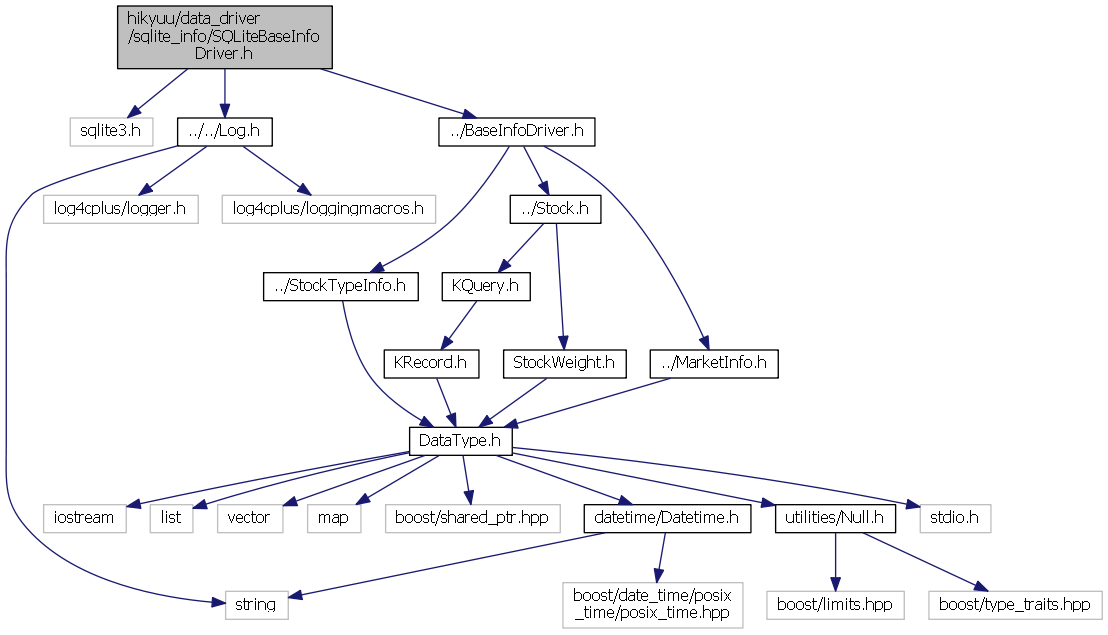 hikyuu/data_driver
/sqlite_info/SQLiteBaseInfo
Driver.h
sqlite3.h
../../Log.h
../BaseInfoDriver.h
log4cplus/logger.h
log4cplus/loggingmacros.h
../Stock.h
../StockTypeInfo.h
KQuery.h
KRecord.h
StockWeight.h
../MarketInfo.h
DataType.h
iostream
list
vector
map
boost/shared_ptr.hpp
datetime/Datetime.h
utilities/Null.h
stdio.h
string
boost/date_time/posix
_time/posix_time.hpp
boost/limits.hpp
boost/type_traits.hpp